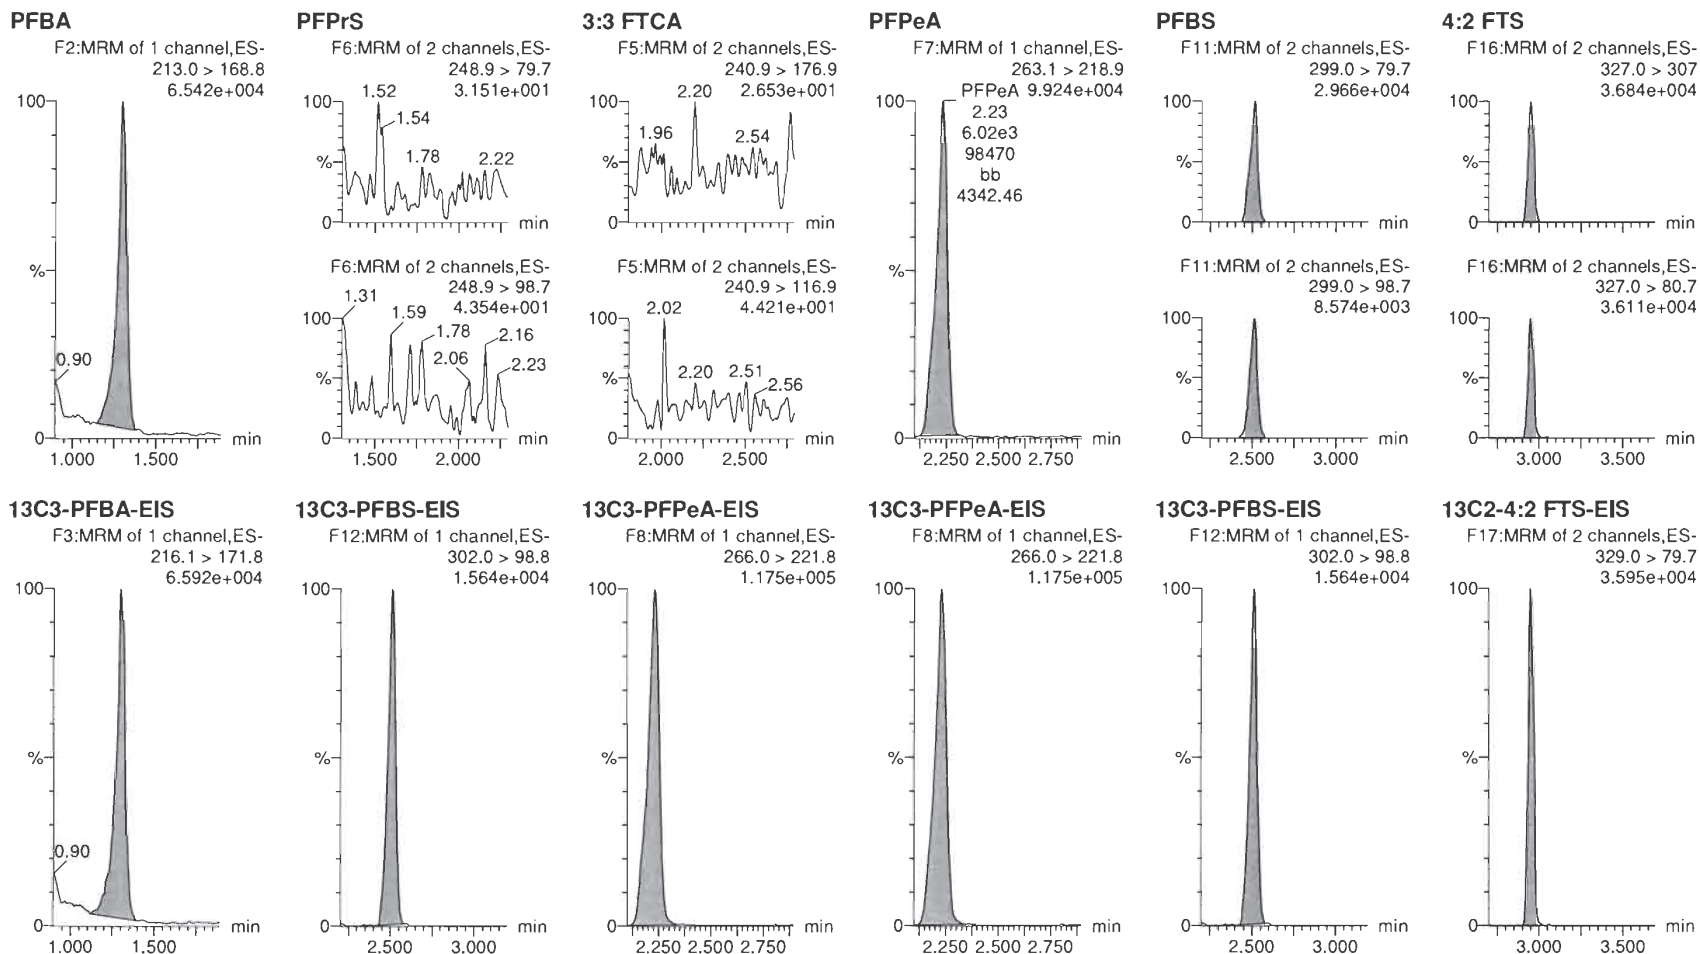 PFBA
F2:MRM of 1 channel,ES-
213.0 > 168.8
6.542e+004
100
%
0
0.90
min
1.000 1.500
PFPrS
F6:MRM of 2 channels,ES-
248.9 > 79.7
3.151e+001
1.52
100
1.54
1.78
2.22
%
0
min
F6:MRM of 2 channels,ES-
248.9 > 98.7
4.354e+001
1.31
100
1.59
1.78
2.16
2.06
2.23
%
0
min
1.500 2.000
3:3 FTCA
F5:MRM of 2 channels,ES-
240.9 > 176.9
2.653e+001
2.20
100
1.96
2.54
%
0
min
F5:MRM of 2 channels,ES-
240.9 > 116.9
4.421e+001
2.02
100
2.20
2.51
2.56
%
0
min
2.000 2.500
PFPeA
F7:MRM of 1 channel,ES-
263.1 > 218.9
PFPeA 9.924e+004
100
2.23
6.02e3
98470
bb
4342.46
%
0
min
2.250 2.500 2.750
PFBS
F11:MRM of 2 channels,ES-
299.0 > 79.7
2.966e+004
100
%
0
min
F11:MRM of 2 channels,ES-
299.0 > 98.7
8.574e+003
100
%
0
min
2.500 3.000
4:2 FTS
F16:MRM of 2 channels,ES-
327.0 > 307
3.684e+004
100
%
0
min
F16:MRM of 2 channels,ES-
327.0 > 80.7
3.611e+004
100
%
0
min
3.000 3.500
13C3-PFBA-EIS
F3:MRM of 1 channel,ES-
216.1 > 171.8
6.592e+004
100
%
0.90
0
min
1.000 1.500
13C3-PFBS-EIS
F12:MRM of 1 channel,ES-
302.0 > 98.8
1.564e+004
100
%
0
min
2.500 3.000
13C3-PFPeA-EIS
F8:MRM of 1 channel,ES-
266.0 > 221.8
1.175e+005
100
%
0
min
2.250 2.500 2.750
13C3-PFPeA-EIS
F8:MRM of 1 channel,ES-
266.0 > 221.8
1.175e+005
100
%
0
min
2.250 2.500 2.750
13C3-PFBS-EIS
F12:MRM of 1 channel,ES-
302.0 > 98.8
1.564e+004
100
%
0
min
2.500 3.000
13C2-4:2 FTS-EIS
F17:MRM of 2 channels,ES-
329.0 > 79.7
3.595e+004
100
%
0
min
3.000 3.500